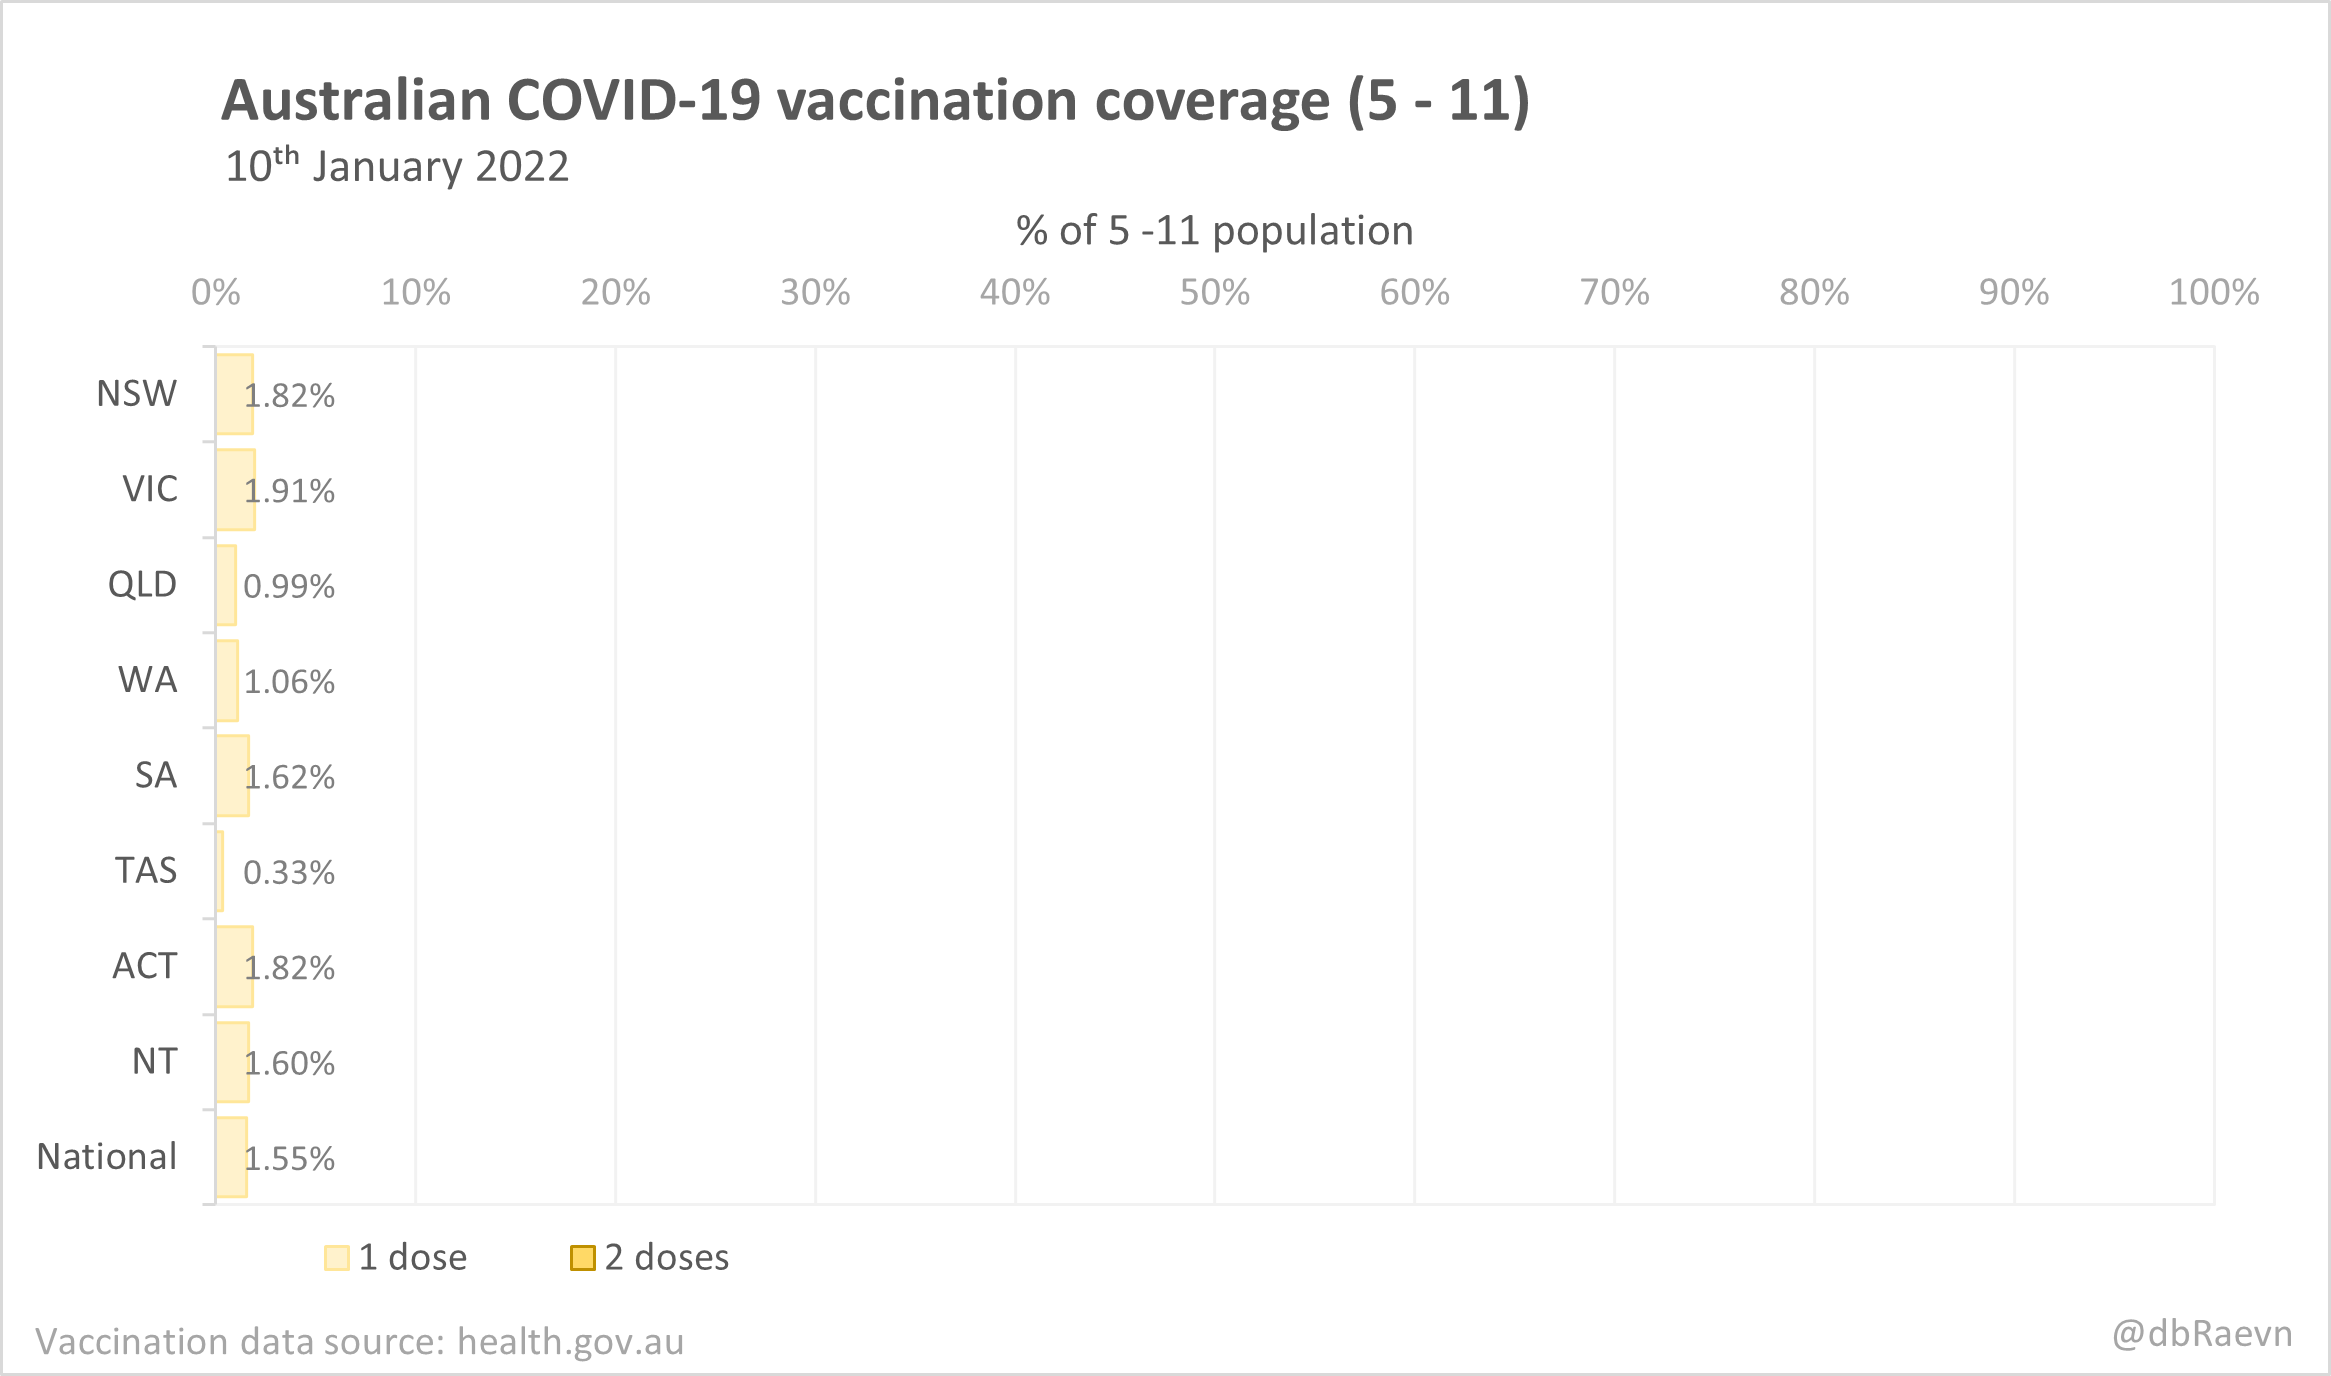 Australian COVID-19 vaccination coverage (5 - 11)
10th January 2022
% of 5 -11 population
0% 10% 20% 30% 40% 50% 60% 70% 80% 90% 100%
NSW 1.82%
VIC 1.91%
QLD 0.99%
WA 1.06%
SA 1.62%
TAS 0.33%
ACT 1.82%
NT 1.60%
National 1.55%
1 dose 2 doses
Vaccination data source: health.gov.au
@dbRaevn